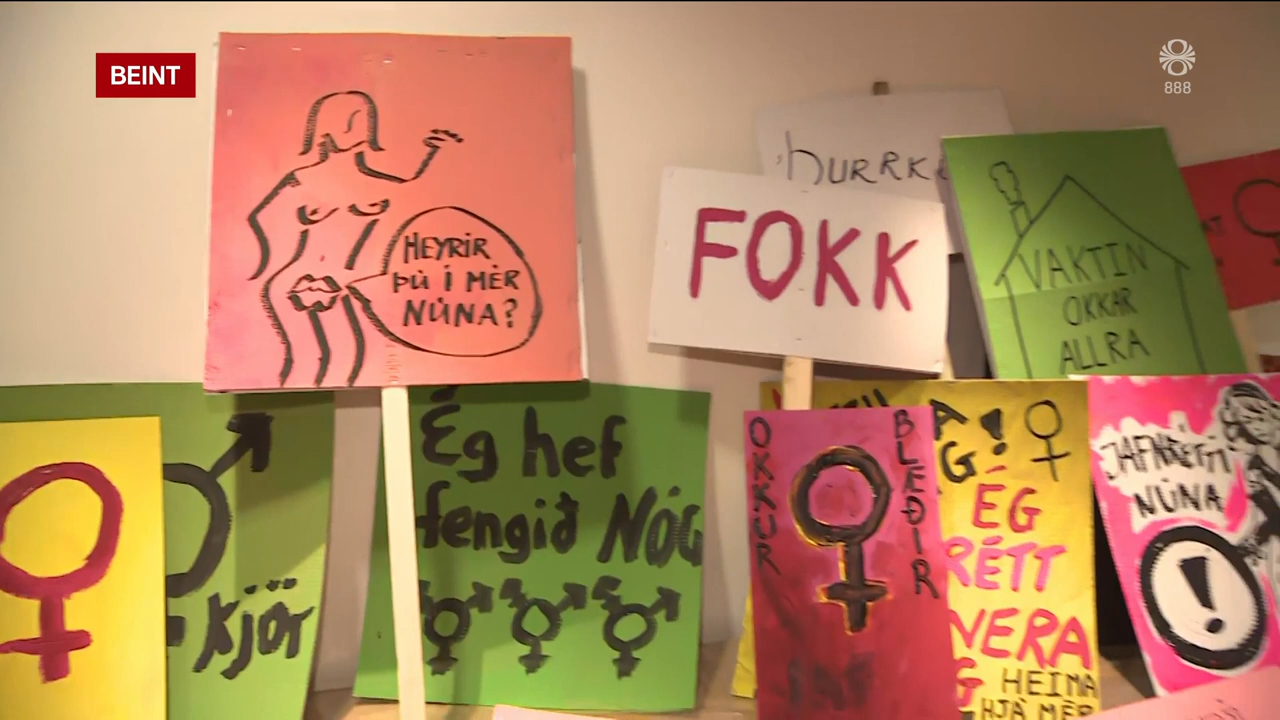 BEINT
888
HEYRIR
ÞÚ Í MÉR
NÚNA?
FOKK
VAKTIN
OKKAR
ALLRA
Ég hef
fengið NÓG
kjör
OKKUR
BLÆÐIR
ÉG
RÉTT
VERA
HEIMA
HJÁ MÉR
JAFNRÉTTI
NÚNA
!